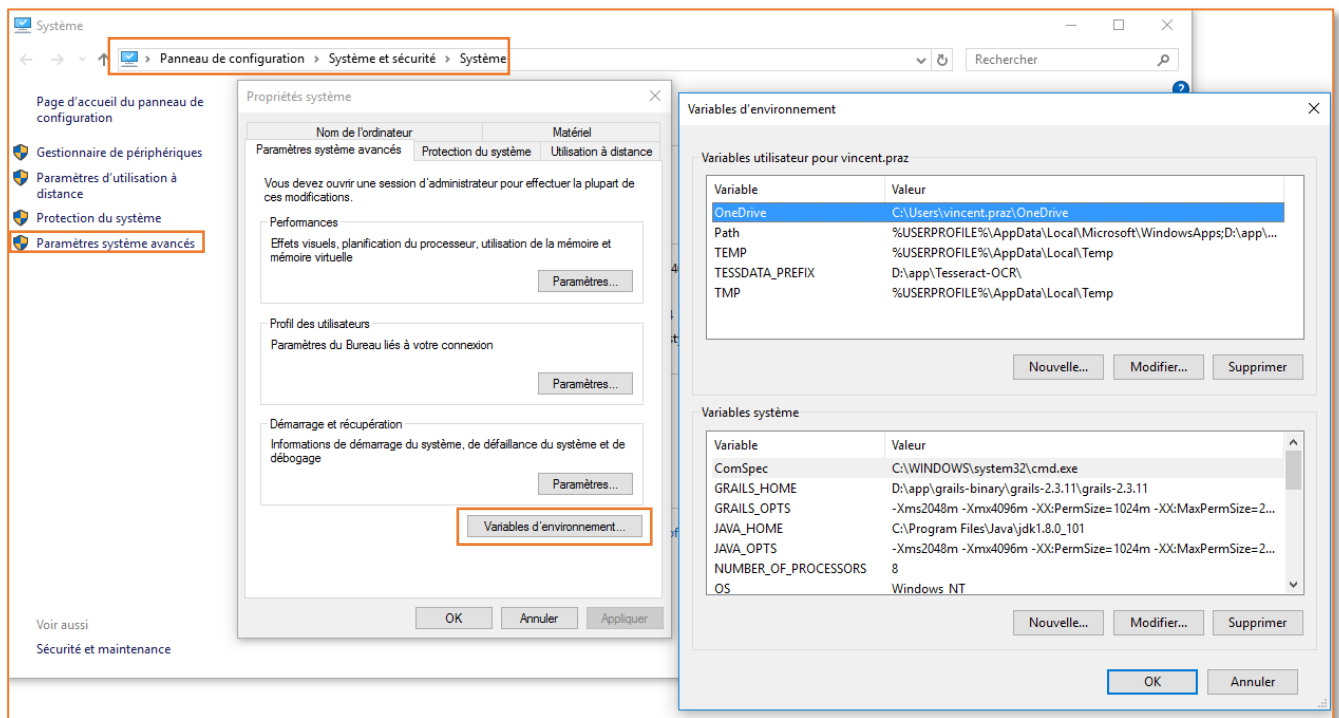 Système
Panneau de configuration > Système et sécurité > Système
Rechercher
Page d'accueil du panneau de
configuration
Gestionnaire de périphériques
Paramètres d'utilisation à
distance
Protection du système
Paramètres système avancés
Voir aussi
Sécurité et maintenance
Propriétés système
Nom de l'ordinateur
Matériel
Paramètres système avancés
Protection du système
Utilisation à distance
Vous devez ouvrir une session d'administrateur pour effectuer la plupart de
ces modifications.
Performances
Effets visuels, planification du processeur, utilisation de la mémoire et
mémoire virtuelle
Paramètres...
Profil des utilisateurs
Paramètres du Bureau liés à votre connexion
Paramètres...
Démarrage et récupération
Informations de démarrage du système, de défaillance du système et de
débogage
Paramètres...
Variables d'environnement...
OK
Annuler
Appliquer
Variables d'environnement
Variables utilisateur pour vincent.praz
Variable Valeur
OneDrive C:\Users\vincent.praz\OneDrive
Path %USERPROFILE%\AppData\Local\Microsoft\WindowsApps;D:\app\...
TEMP %USERPROFILE%\AppData\Local\Temp
TESSDATA_PREFIX D:\app\Tesseract-OCR\
TMP %USERPROFILE%\AppData\Local\Temp
Nouvelle...
Modifier...
Supprimer
Variables système
Variable Valeur
ComSpec C:\WINDOWS\system32\cmd.exe
GRAILS_HOME D:\app\grails-binary\grails-2.3.11\grails-2.3.11
GRAILS_OPTS -Xms2048m -Xmx4096m -XX:PermSize=1024m -XX:MaxPermSize=2...
JAVA_HOME C:\Program Files\Java\jdk1.8.0_101
JAVA_OPTS -Xms2048m -Xmx4096m -XX:PermSize=1024m -XX:MaxPermSize=2...
NUMBER_OF_PROCESSORS 8
OS Windows_NT
Nouvelle...
Modifier...
Supprimer
OK
Annuler